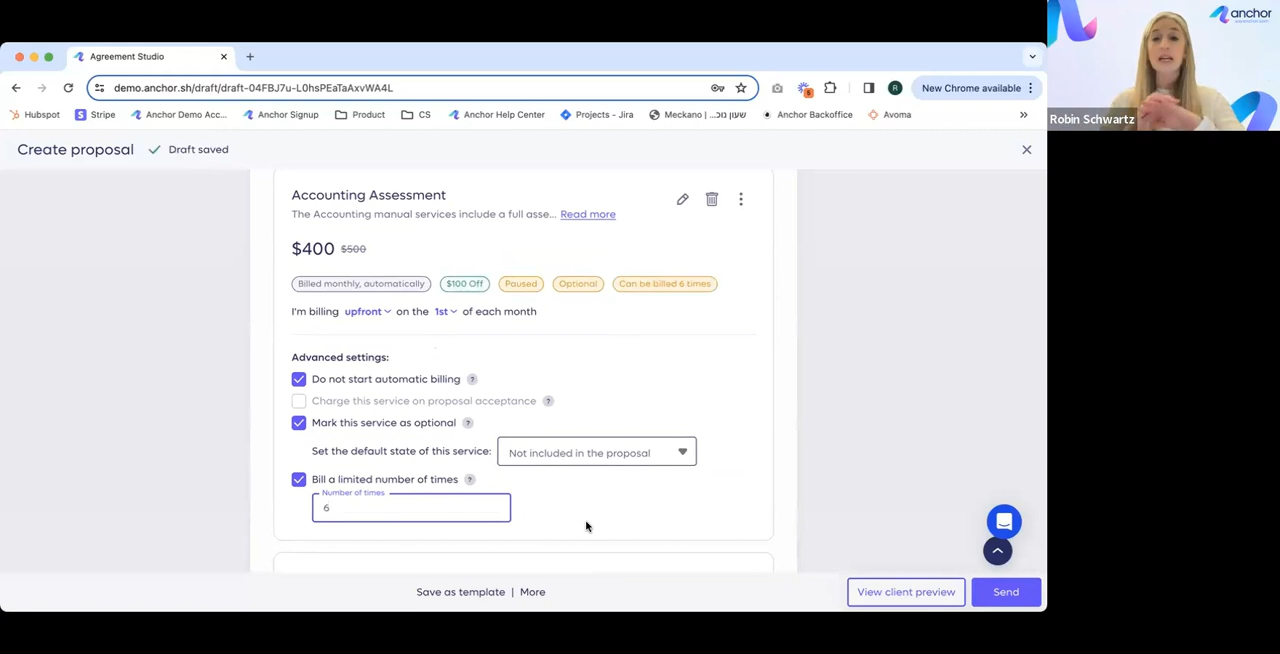 Agreement Studio
demo.anchor.sh/draft/draft-04FBJ7u-L0hsPEaTaAxvWA4L
6
R
New Chrome available
Hubspot
Stripe
Anchor Demo Acc...
Anchor Signup
Product
CS
Anchor Help Center
Projects - Jira
Meckano | שעון נוכ...
Anchor Backoffice
Avoma
»
anchor
Robin Schwartz
Create proposal
Draft saved
Accounting Assessment
The Accounting manual services include a full asse... Read more
$400 $500
Billed monthly, automatically
$100 Off
Paused
Optional
Can be billed 6 times
I'm billing upfront on the 1st of each month
Advanced settings:
Do not start automatic billing ?
Charge this service on proposal acceptance ?
Mark this service as optional ?
Set the default state of this service: Not included in the proposal
Bill a limited number of times ?
Number of times
6
Save as template | More
View client preview
Send